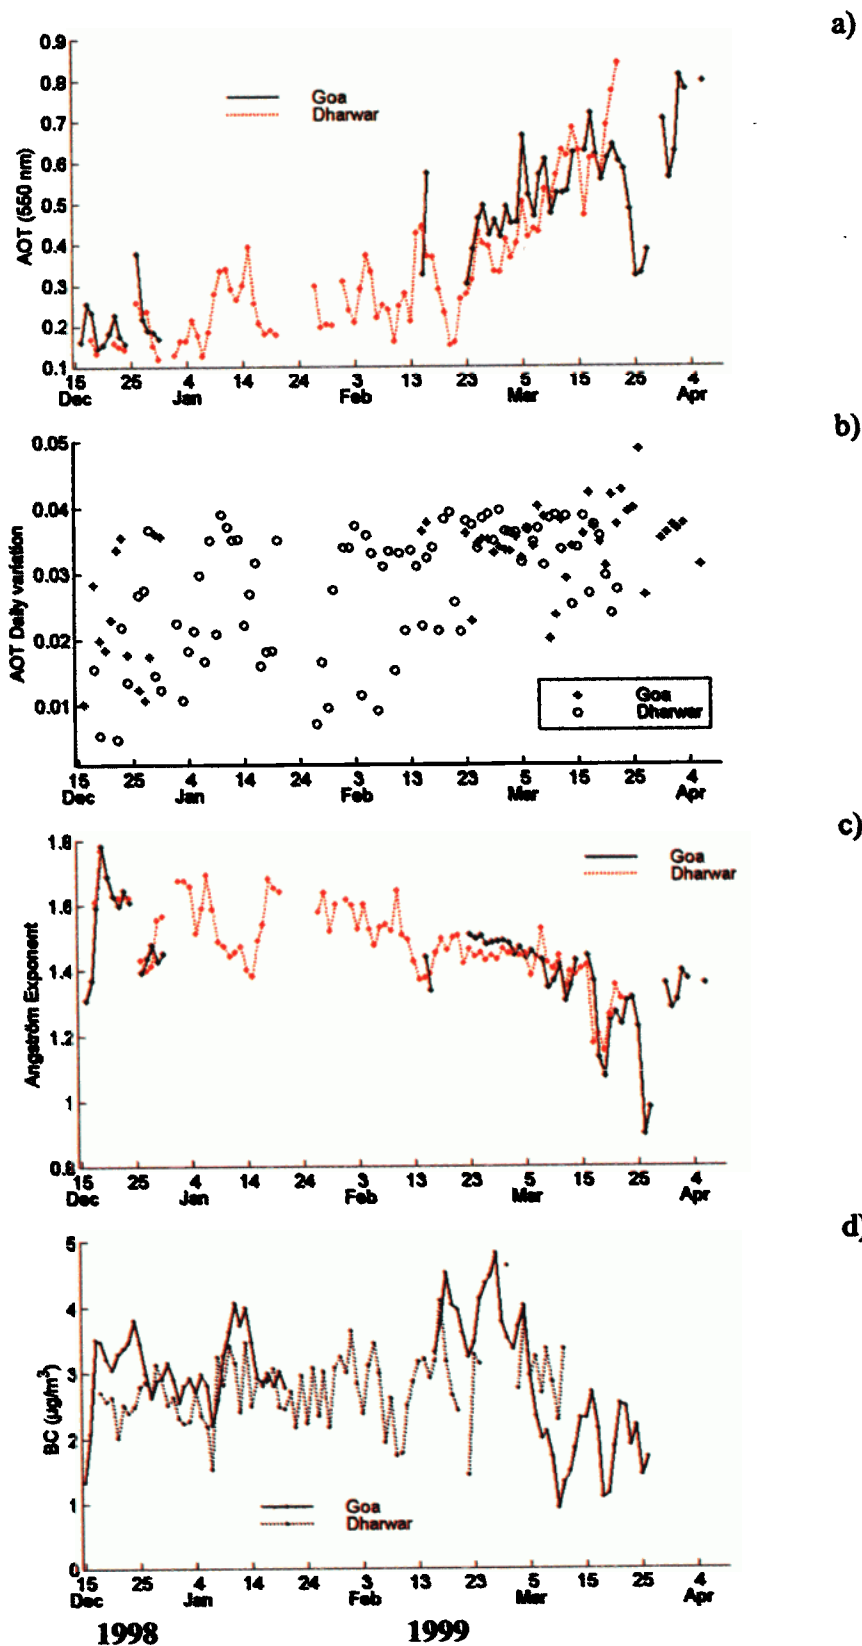 a)
0.9
0.8
0.7
0.6
0.5
0.4
0.3
0.2
0.1
AOT (550 nm)
Goa
Dharwar
15 25 4 14 24 3 13 23 5 15 25 4
Dec Jan Feb Mar Apr
b)
0.05
0.04
0.03
0.02
0.01
AOT Daily variation
Goa
Dharwar
15 25 4 14 24 3 13 23 5 15 25 4
Dec Jan Feb Mar Apr
c)
1.8
1.6
1.4
1.2
1
0.8
Angström Exponent
Goa
Dharwar
15 25 4 14 24 3 13 23 5 15 25 4
Dec Jan Feb Mar Apr
d)
5
4
3
2
1
0
BC (µg/m³)
Goa
Dharwar
15 25 4 14 24 3 13 23 5 15 25 4
Dec Jan Feb Mar Apr
1998 1999